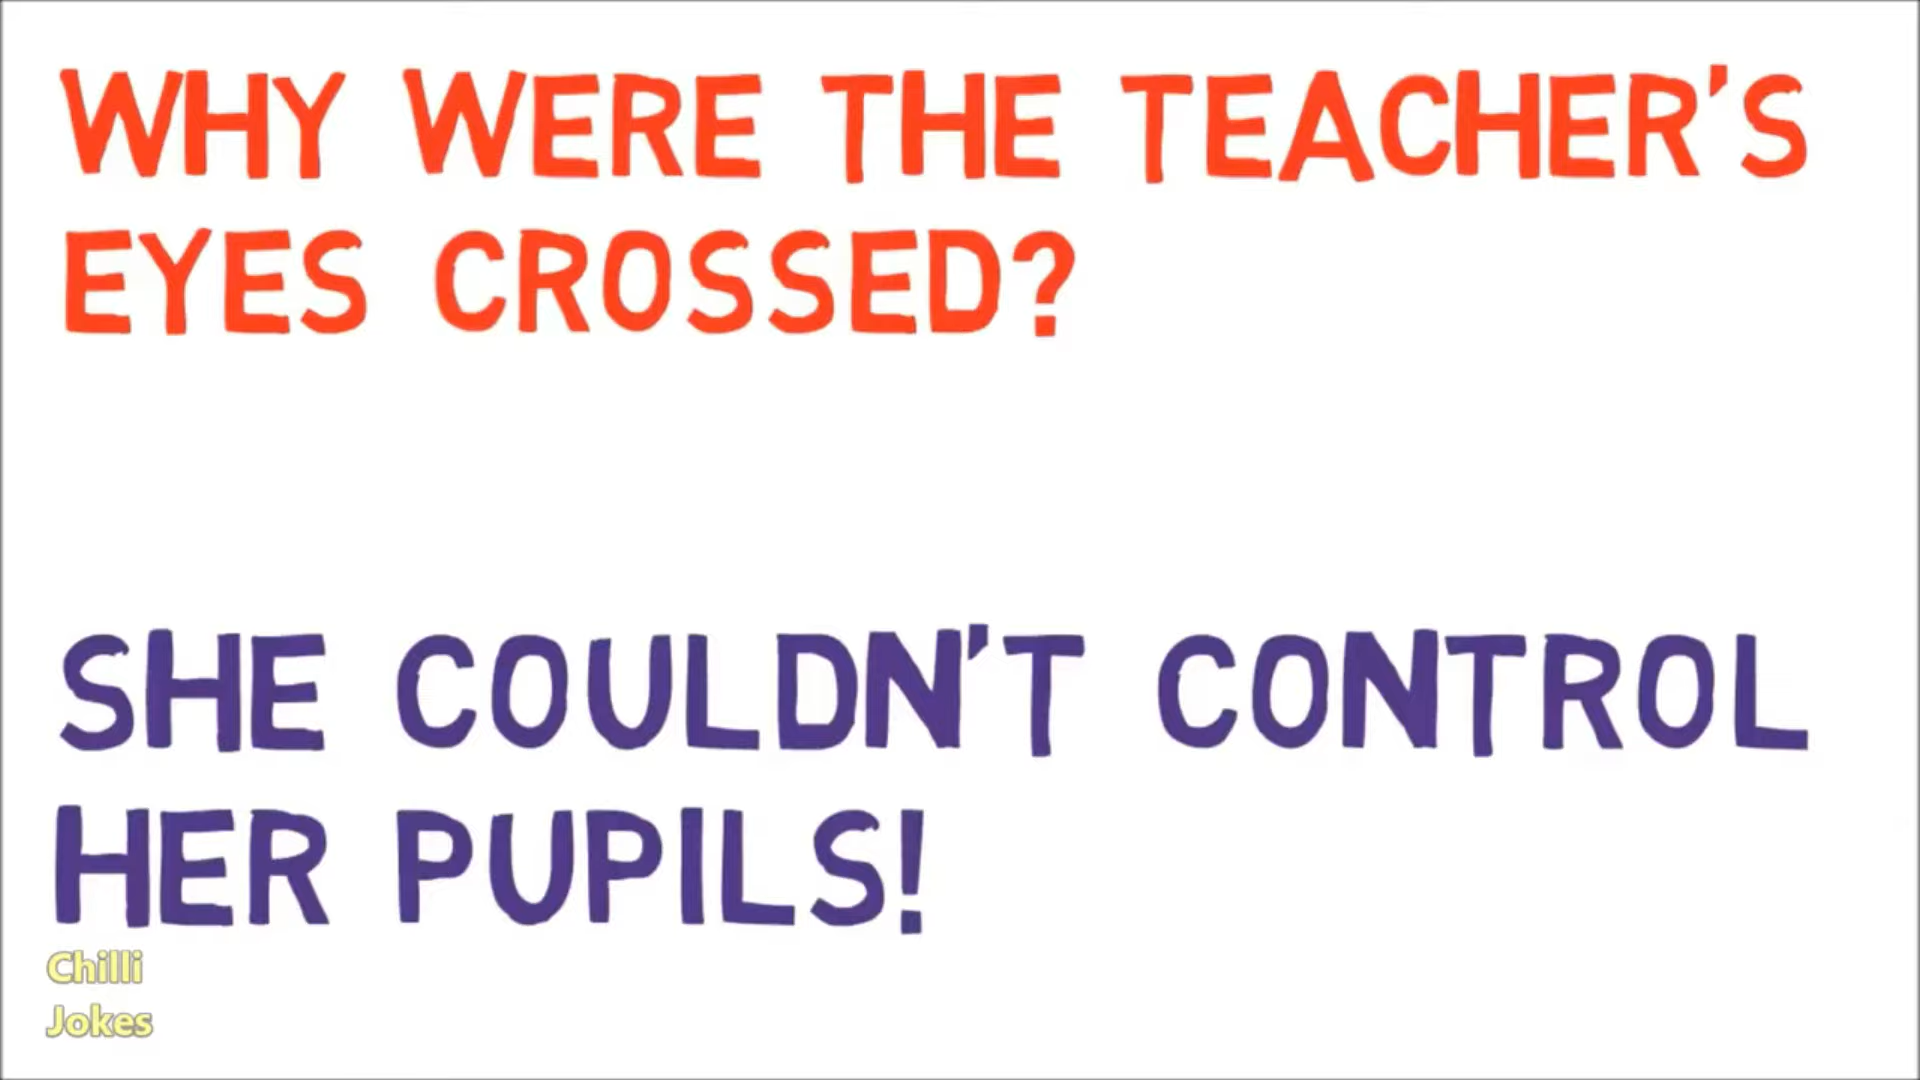 WHY WERE THE TEACHER'S
EYES CROSSED?
SHE COULDN'T CONTROL
HER PUPILS!
Chilli
Jokes